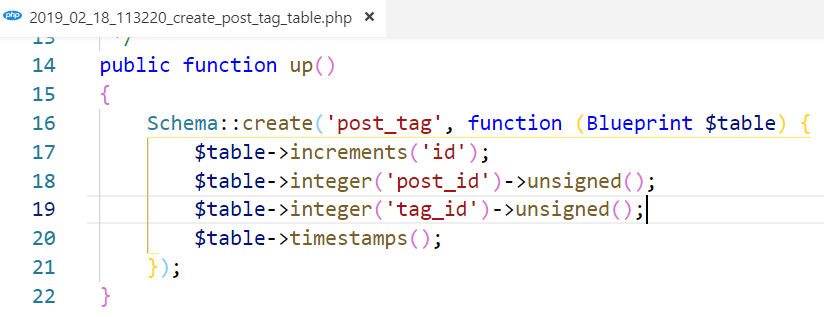 php 2019_02_18_113220_create_post_tag_table.php ×
13 */
14 public function up()
15 {
16 Schema::create('post_tag', function (Blueprint $table) {
17 $table->increments('id');
18 $table->integer('post_id')->unsigned();
19 $table->integer('tag_id')->unsigned();
20 $table->timestamps();
21 });
22 }